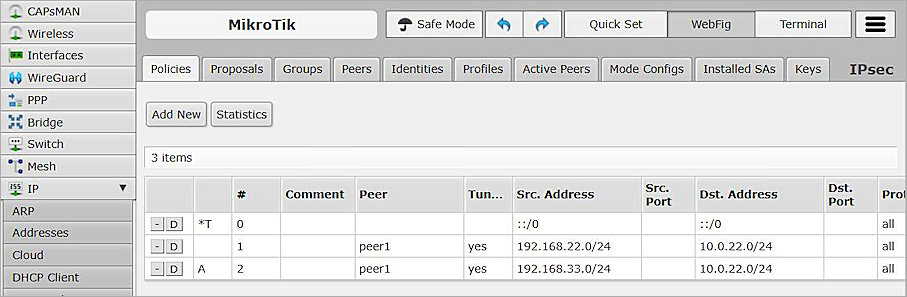 CAPsMAN
Wireless
Interfaces
WireGuard
PPP
Bridge
Switch
Mesh
IP ▼
ARP
Addresses
Cloud
DHCP Client
MikroTik Safe Mode Quick Set WebFig Terminal
Policies Proposals Groups Peers Identities Profiles Active Peers Mode Configs Installed SAs Keys IPsec
Add New Statistics
3 items
# Comment Peer Tun... Src. Address Src. Port Dst. Address Dst. Port
- D *T 0 ::/0 ::/0 all
- D 1 peer1 yes 192.168.22.0/24 10.0.22.0/24 all
- D A 2 peer1 yes 192.168.33.0/24 10.0.22.0/24 all